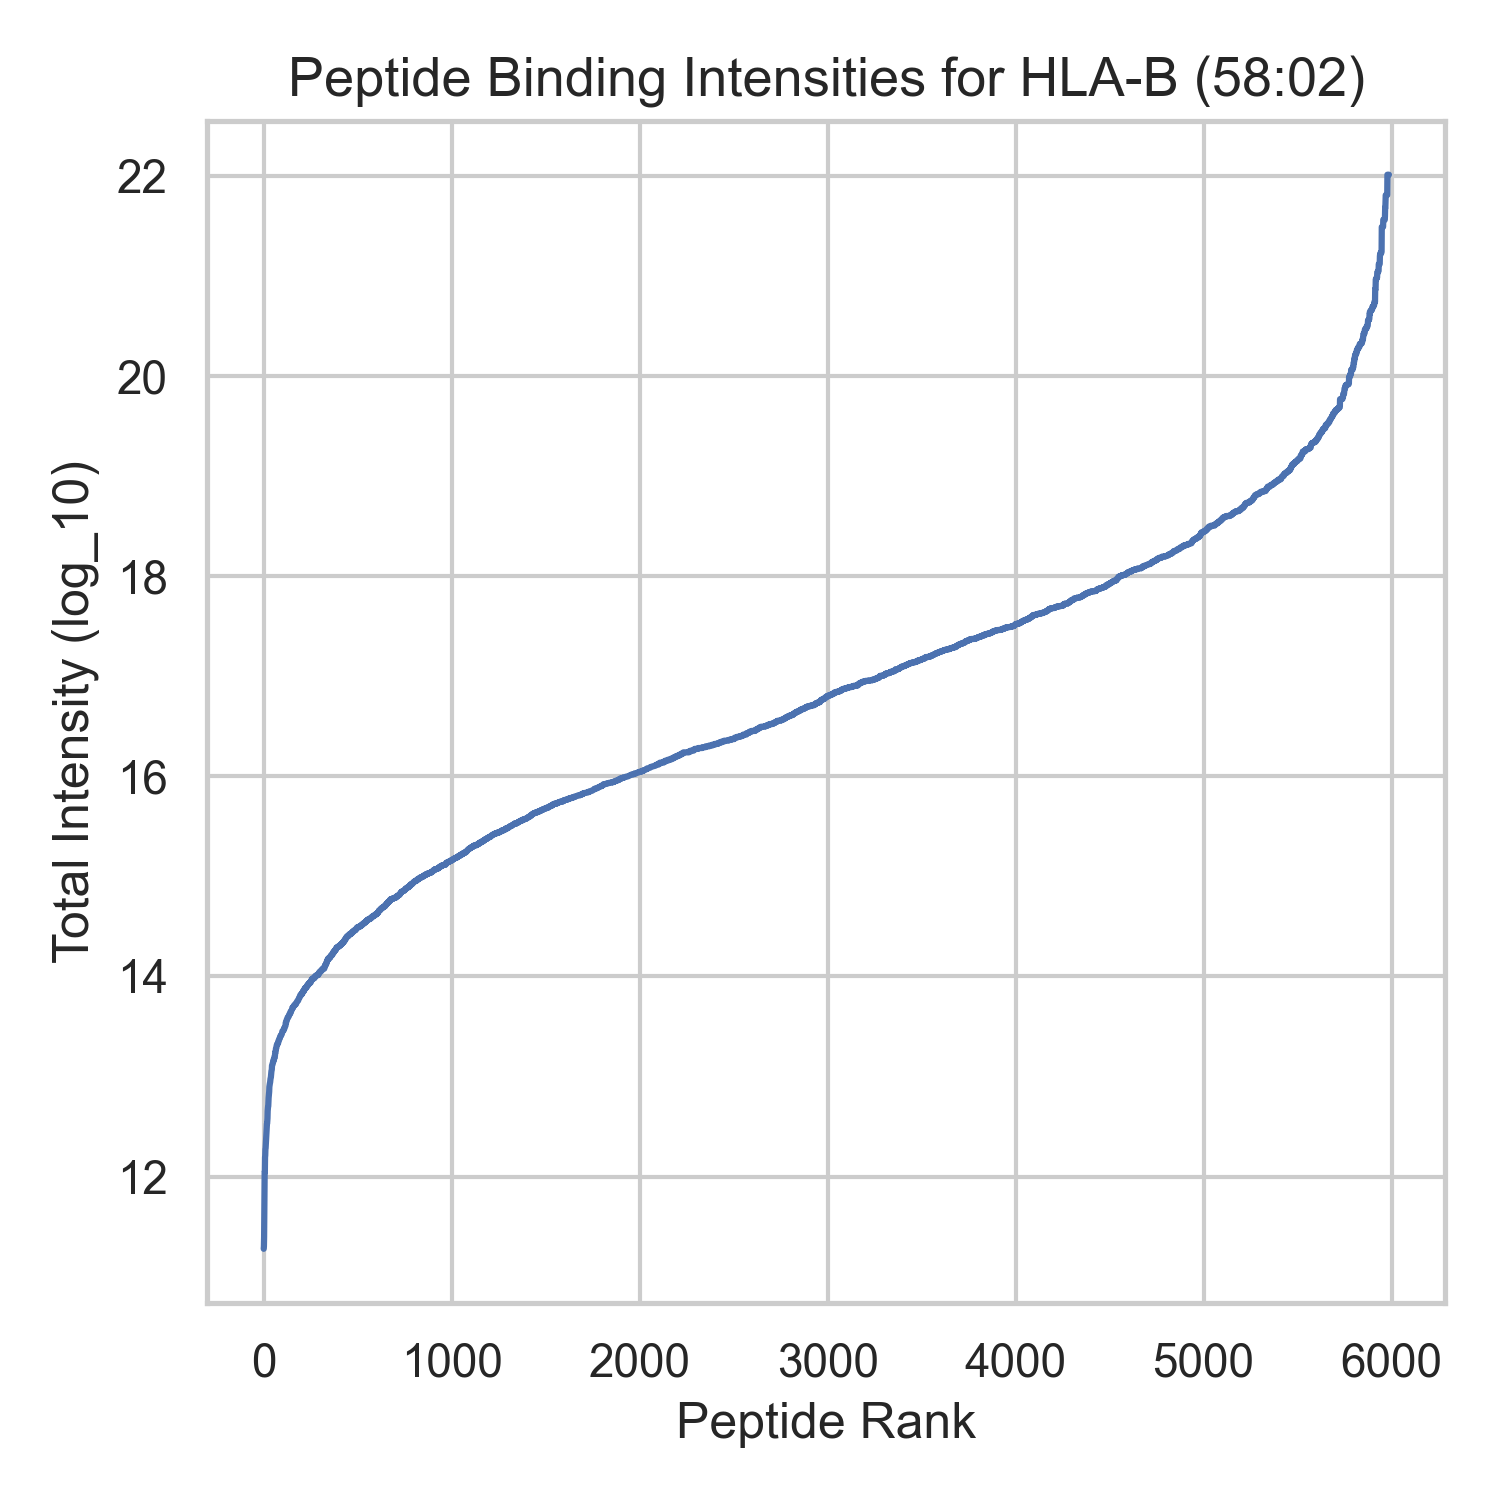 Peptide Binding Intensities for HLA-B (58:02)
22
20
18
16
14
12
Total Intensity (log_10)
0 1000 2000 3000 4000 5000 6000
Peptide Rank